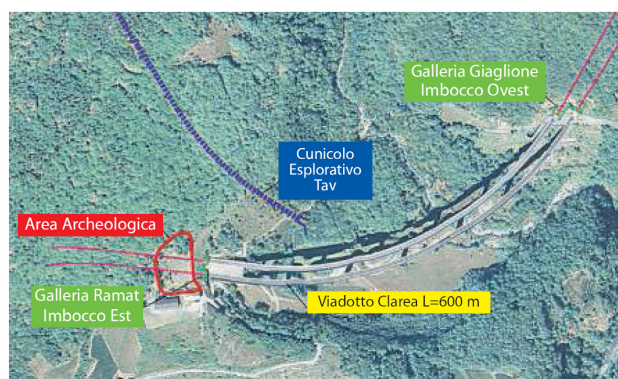 Galleria Giaglione
Imbocco Ovest
Cunicolo
Esplorativo
Tav
Area Archeologica
Galleria Ramat
Imbocco Est
Viadotto Clarea L=600 m